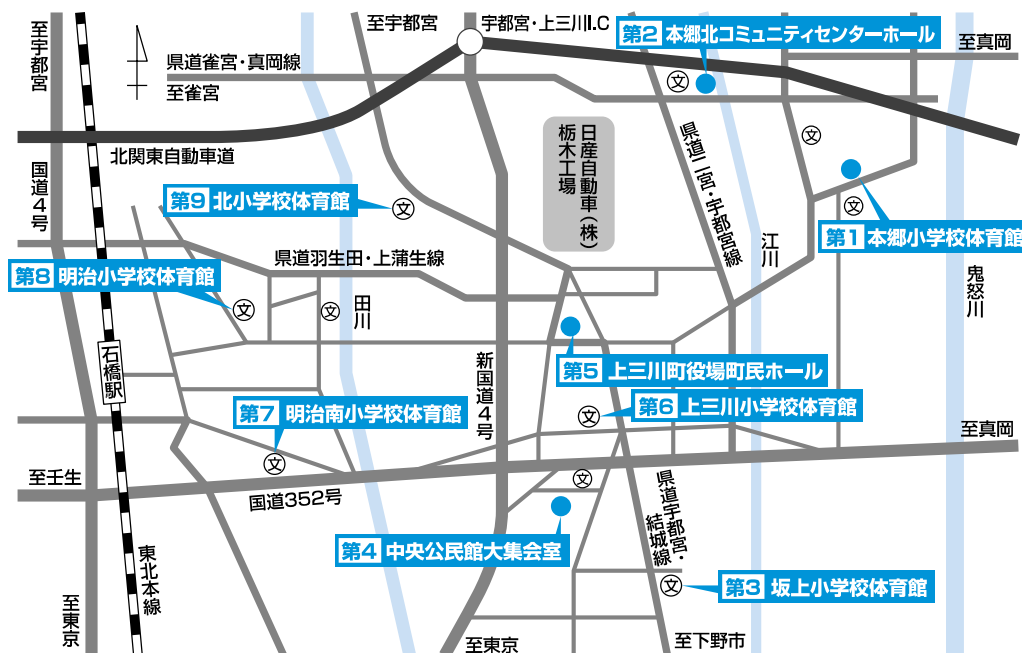 至宇都宮
至宇都宮
宇都宮・上三川I.C
第2 本郷北コミュニティセンターホール
至真岡
県道雀宮・真岡線
至雀宮
文
北関東自動車道
国道4号
日産自動車(株)
栃木工場
県道二宮・宇都宮線
文
第9 北小学校体育館
文
文
第1 本郷小学校体育館
江川
鬼怒川
県道羽生田・上蒲生線
第8 明治小学校体育館
文
文
田川
石橋駅
新国道4号
第5 上三川町役場町民ホール
第7 明治南小学校体育館
文
文
第6 上三川小学校体育館
至真岡
至壬生
国道352号
文
県道宇都宮・
結城線
第4 中央公民館大集会室
東北本線
文
第3 坂上小学校体育館
至東京
至東京
至下野市